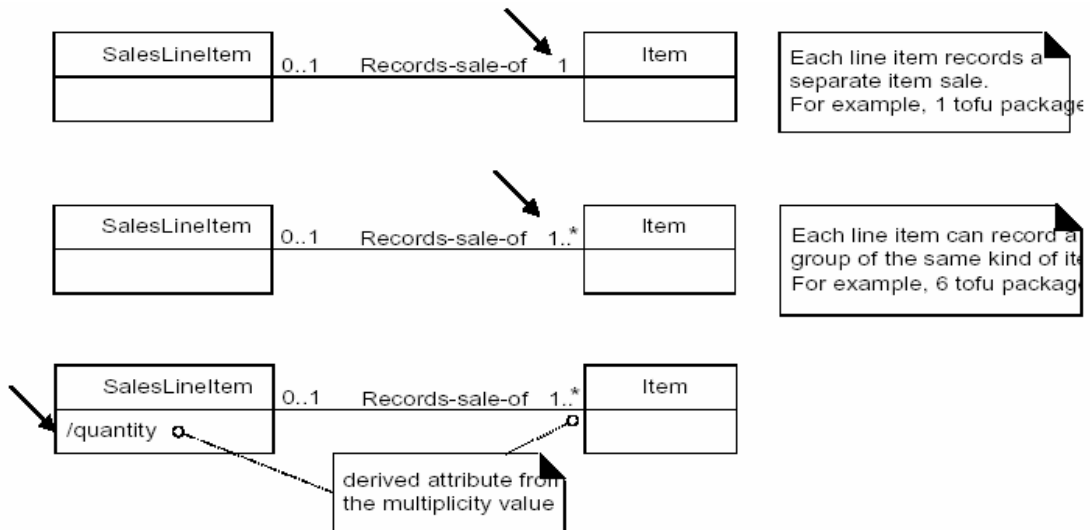 SalesLineItem
0..1 Records-sale-of 1
Item
Each line item records a
separate item sale.
For example, 1 tofu package
SalesLineItem
0..1 Records-sale-of 1..*
Item
Each line item can record a
group of the same kind of ite
For example, 6 tofu packag
SalesLineItem
0..1 Records-sale-of 1..*
Item
/quantity
derived attribute from
the multiplicity value